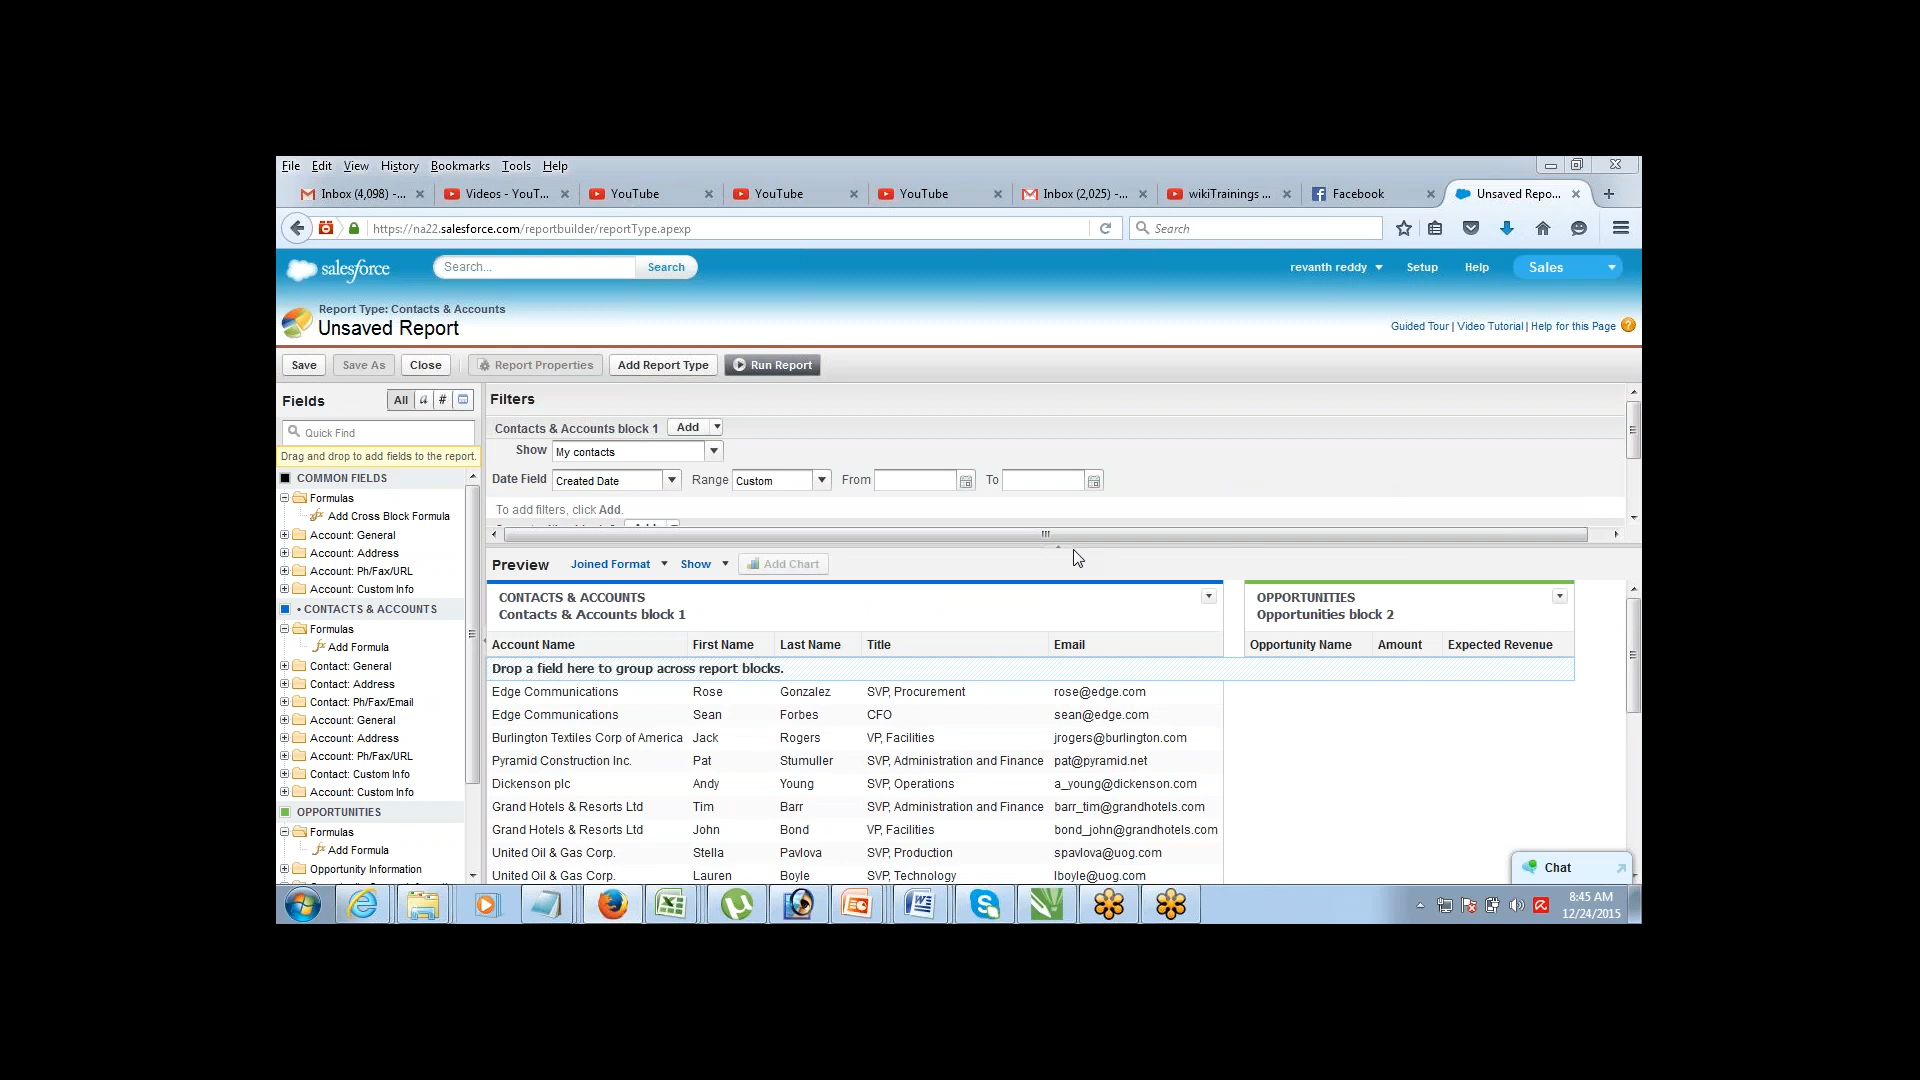 File Edit View History Bookmarks Tools Help
Inbox (4,098) -... Videos - YouT... YouTube YouTube YouTube Inbox (2,025) -... wikiTrainings ... Facebook Unsaved Repo...
https://na22.salesforce.com/reportbuilder/reportType.apexp Search
salesforce Search... Search revanth reddy Setup Help Sales
Report Type: Contacts & Accounts
Unsaved Report
Guided Tour | Video Tutorial | Help for this Page
Save Save As Close Report Properties Add Report Type Run Report
Fields All a #
Quick Find
Drag and drop to add fields to the report.
COMMON FIELDS
Formulas
Add Cross Block Formula
Account: General
Account: Address
Account: Ph/Fax/URL
Account: Custom Info
• CONTACTS & ACCOUNTS
Formulas
Add Formula
Contact: General
Contact: Address
Contact: Ph/Fax/Email
Account: General
Account: Address
Account: Ph/Fax/URL
Contact: Custom Info
Account: Custom Info
OPPORTUNITIES
Formulas
Add Formula
Opportunity Information
Filters
Contacts & Accounts block 1 Add
Show My contacts
Date Field Created Date Range Custom From To
To add filters, click Add.
Preview Joined Format Show Add Chart
CONTACTS & ACCOUNTS
Contacts & Accounts block 1
OPPORTUNITIES
Opportunities block 2
Account Name First Name Last Name Title Email Opportunity Name Amount Expected Revenue
Drop a field here to group across report blocks.
Edge Communications Rose Gonzalez SVP, Procurement rose@edge.com
Edge Communications Sean Forbes CFO sean@edge.com
Burlington Textiles Corp of America Jack Rogers VP, Facilities jrogers@burlington.com
Pyramid Construction Inc. Pat Stumuller SVP, Administration and Finance pat@pyramid.net
Dickenson plc Andy Young SVP, Operations a_young@dickenson.com
Grand Hotels & Resorts Ltd Tim Barr SVP, Administration and Finance barr_tim@grandhotels.com
Grand Hotels & Resorts Ltd John Bond VP, Facilities bond_john@grandhotels.com
United Oil & Gas Corp. Stella Pavlova SVP, Production spavlova@uog.com
United Oil & Gas Corp. Lauren Boyle SVP, Technology lboyle@uog.com
Chat
8:45 AM
12/24/2015